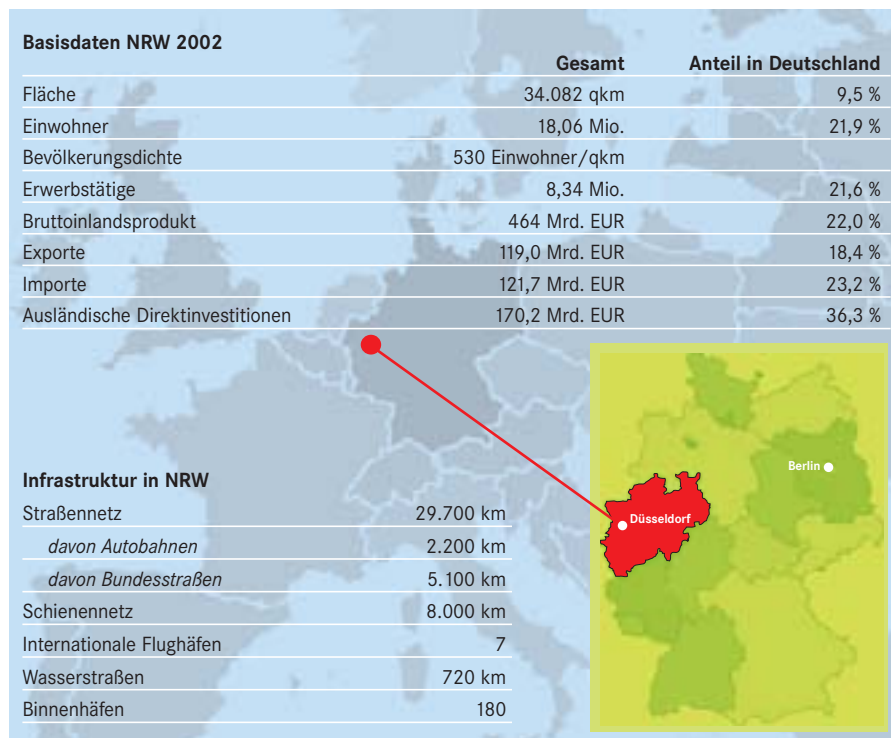 Basisdaten NRW 2002
Gesamt Anteil in Deutschland
Fläche 34.082 qkm 9,5 %
Einwohner 18,06 Mio. 21,9 %
Bevölkerungsdichte 530 Einwohner/qkm
Erwerbstätige 8,34 Mio. 21,6 %
Bruttoinlandsprodukt 464 Mrd. EUR 22,0 %
Exporte 119,0 Mrd. EUR 18,4 %
Importe 121,7 Mrd. EUR 23,2 %
Ausländische Direktinvestitionen 170,2 Mrd. EUR 36,3 %
Infrastruktur in NRW
Straßennetz 29.700 km
davon Autobahnen 2.200 km
davon Bundesstraßen 5.100 km
Schienennetz 8.000 km
Internationale Flughäfen 7
Wasserstraßen 720 km
Binnenhäfen 180
Berlin
Düsseldorf